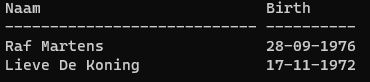 Naam                         Birth
---------------------------- ----------
Raf Martens                  28-09-1976
Lieve De Koning              17-11-1972